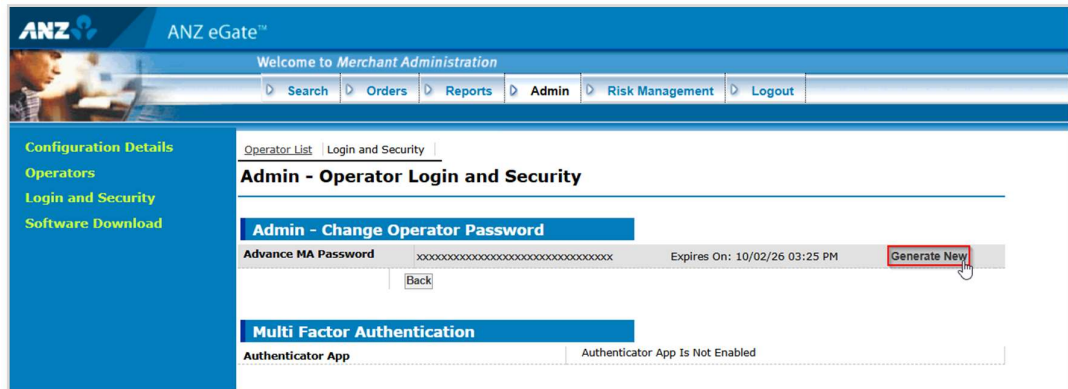 ANZ ANZ eGate™
Welcome to Merchant Administration
Search Orders Reports Admin Risk Management Logout
Configuration Details
Operators
Login and Security
Software Download
Operator List Login and Security
Admin - Operator Login and Security
Admin - Change Operator Password
Advance MA Password xxxxxxxxxxxxxxxxxxxxxxxxxxxxxxxx Expires On: 10/02/26 03:25 PM Generate New
Back
Multi Factor Authentication
Authenticator App Authenticator App Is Not Enabled